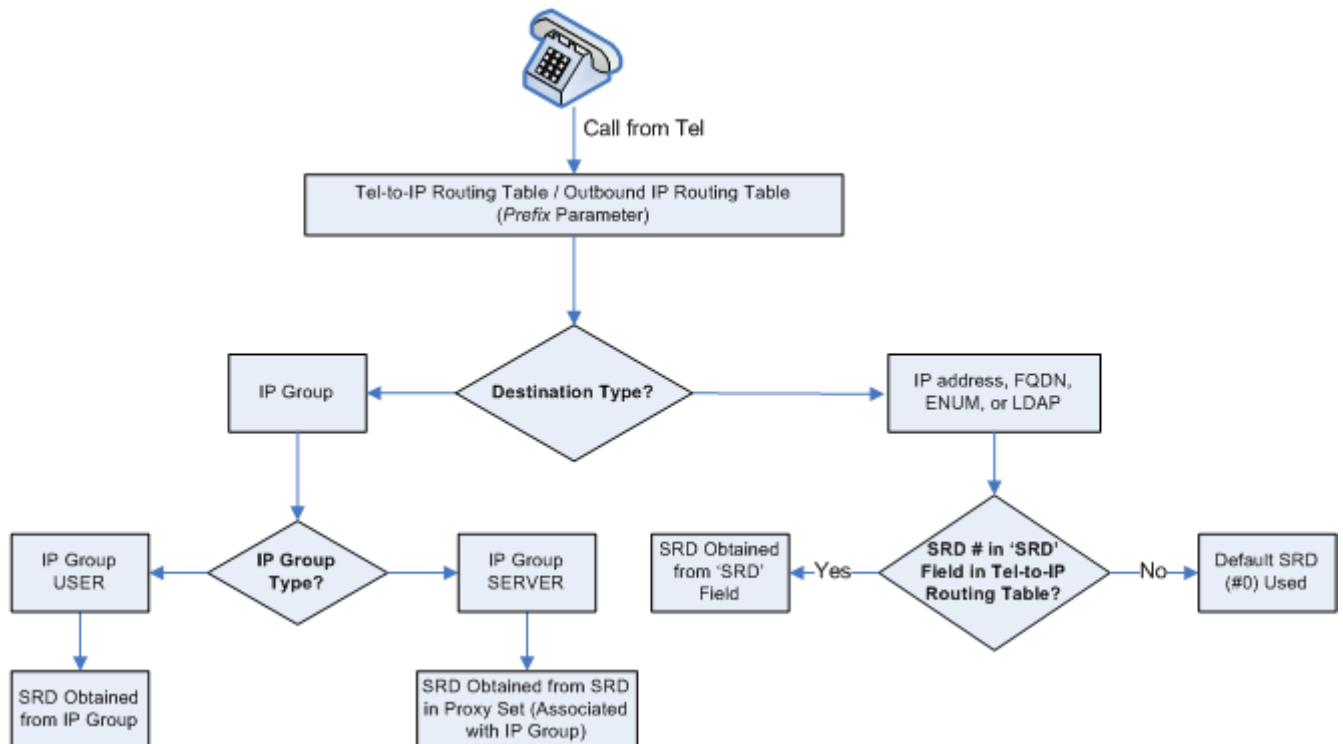 Call from Tel
Tel-to-IP Routing Table / Outbound IP Routing Table
(Prefix Parameter)
IP Group
Destination Type?
IP address, FQDN,
ENUM, or LDAP
IP Group
USER
IP Group
Type?
IP Group
SERVER
SRD Obtained
from ‘SRD’
Field
Yes
SRD # in ‘SRD’
Field in Tel-to-IP
Routing Table?
No
Default SRD
(#0) Used
SRD Obtained
from IP Group
SRD Obtained from SRD
in Proxy Set (Associated
with IP Group)